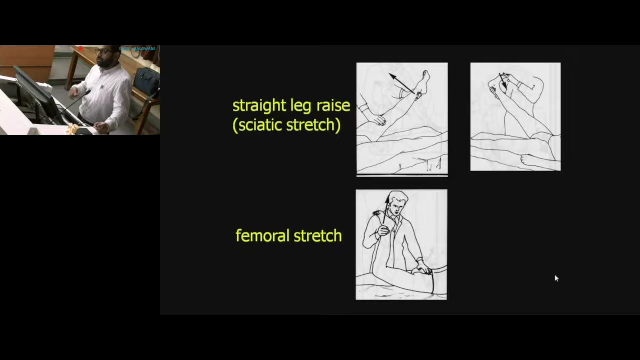 straight leg raise
(sciatic stretch)
femoral stretch